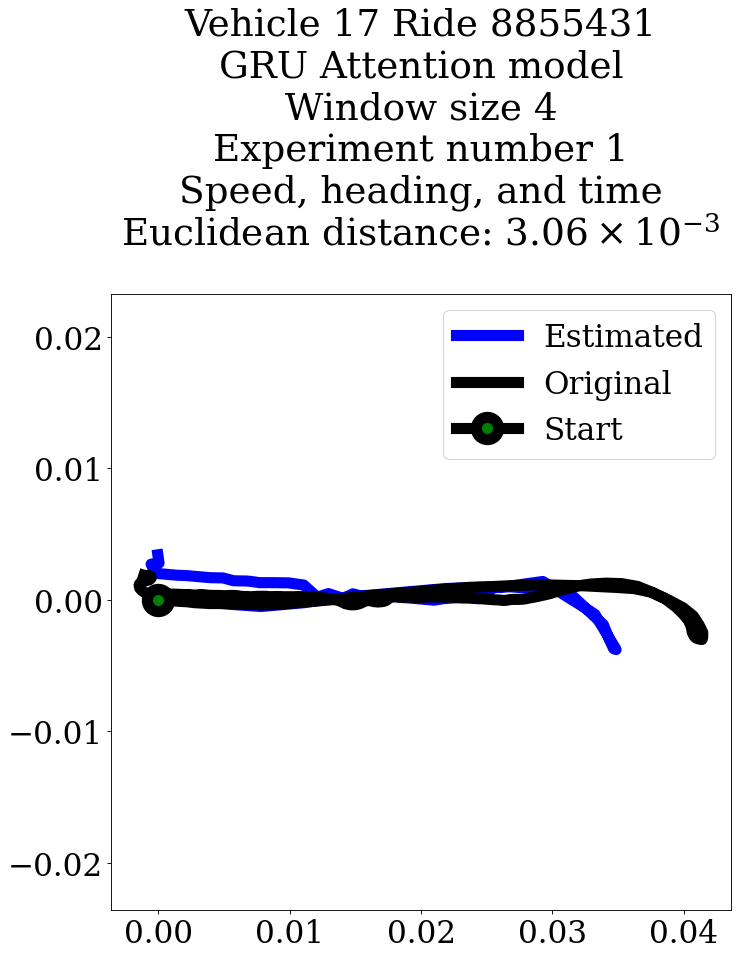 Vehicle 17 Ride 8855431
GRU Attention model
Window size 4
Experiment number 1
Speed, heading, and time
Euclidean distance: 3.06 × 10⁻³
Estimated
Original
Start
0.02
0.01
0.00
−0.01
−0.02
0.00 0.01 0.02 0.03 0.04